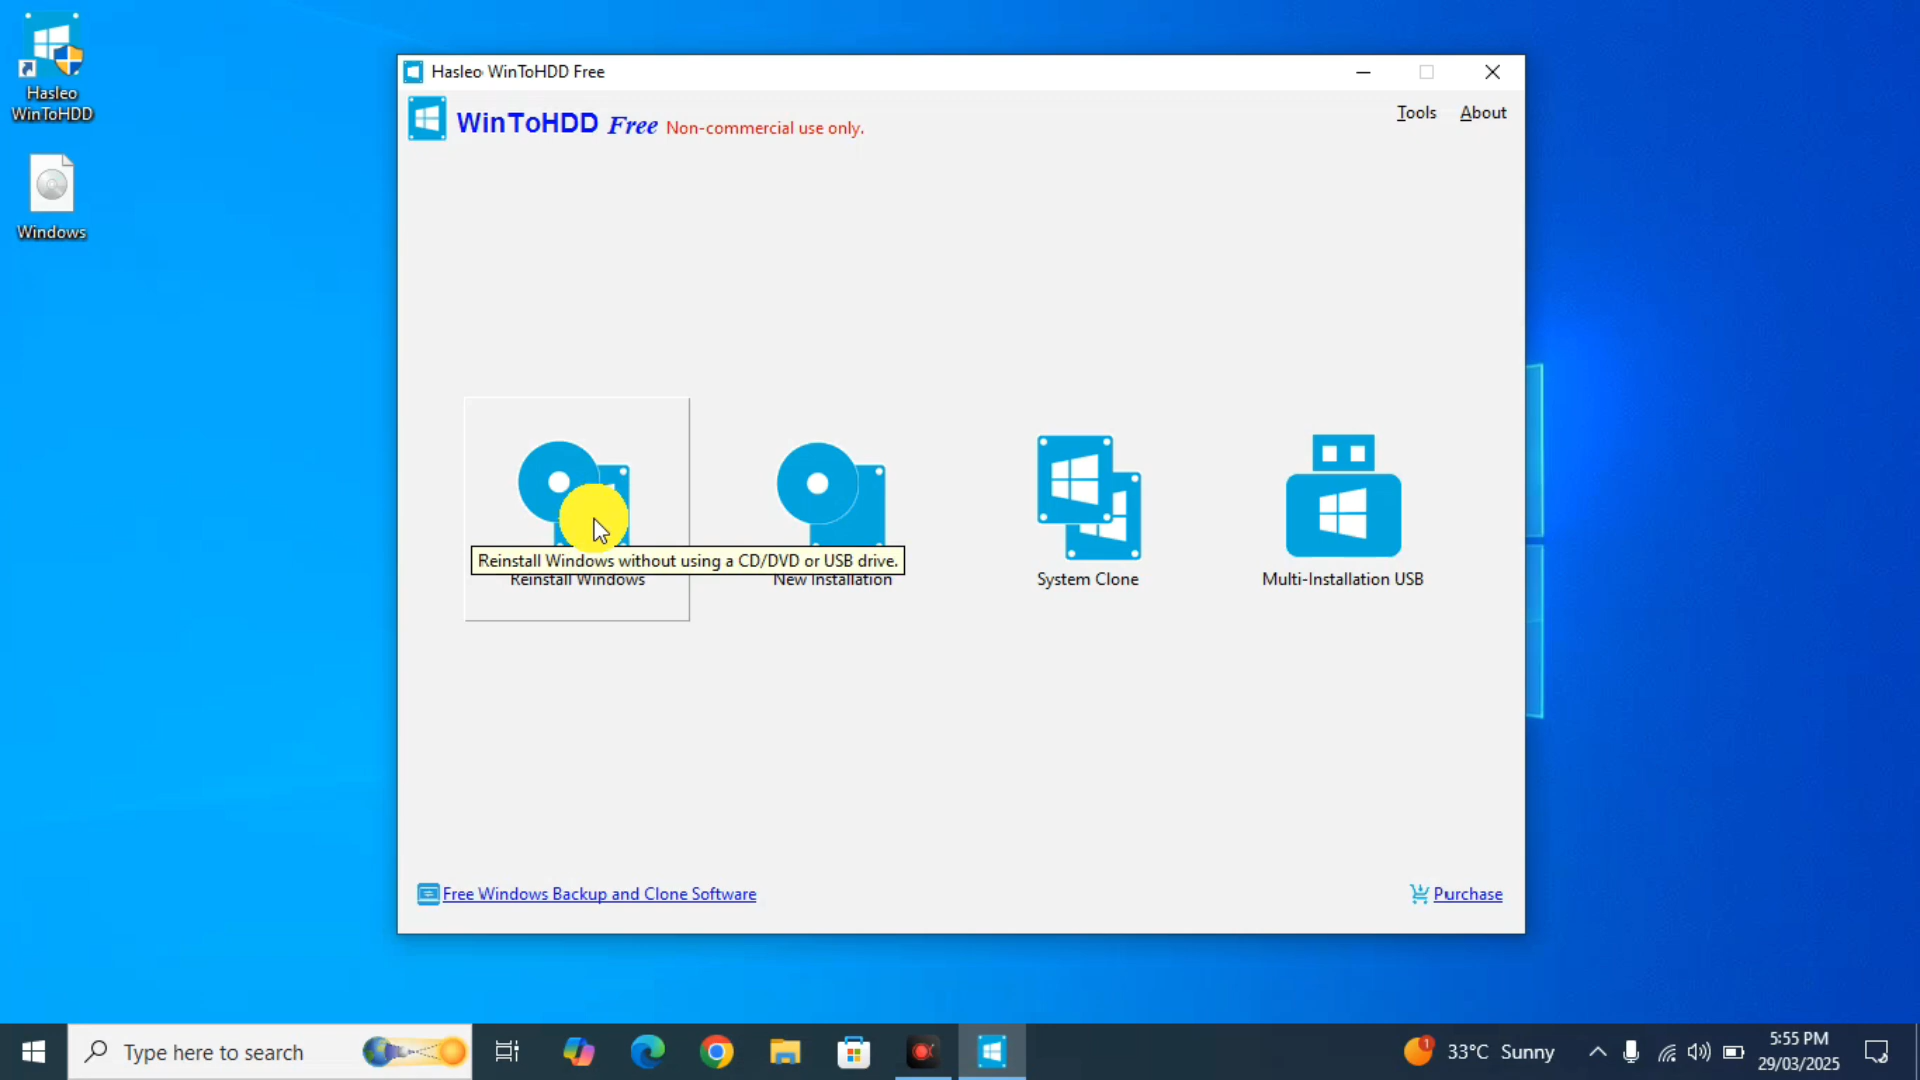 Hasleo
WinToHDD
Windows
Hasleo WinToHDD Free
WinToHDD Free Non-commercial use only.
Tools About
Reinstall Windows without using a CD/DVD or USB drive.
Reinstall Windows
New Installation
System Clone
Multi-Installation USB
Free Windows Backup and Clone Software
Purchase
Type here to search
1
33°C Sunny
5:55 PM
29/03/2025